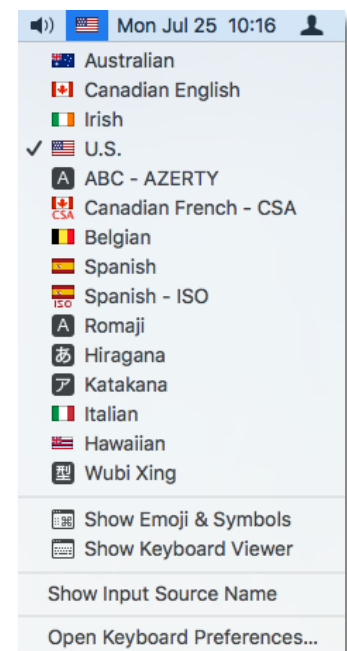 Mon Jul 25 10:16
Australian
Canadian English
Irish
U.S.
A ABC - AZERTY
CSA Canadian French - CSA
Belgian
Spanish
ISO Spanish - ISO
A Romaji
あ Hiragana
ア Katakana
Italian
Hawaiian
型 Wubi Xing
Show Emoji & Symbols
Show Keyboard Viewer
Show Input Source Name
Open Keyboard Preferences...